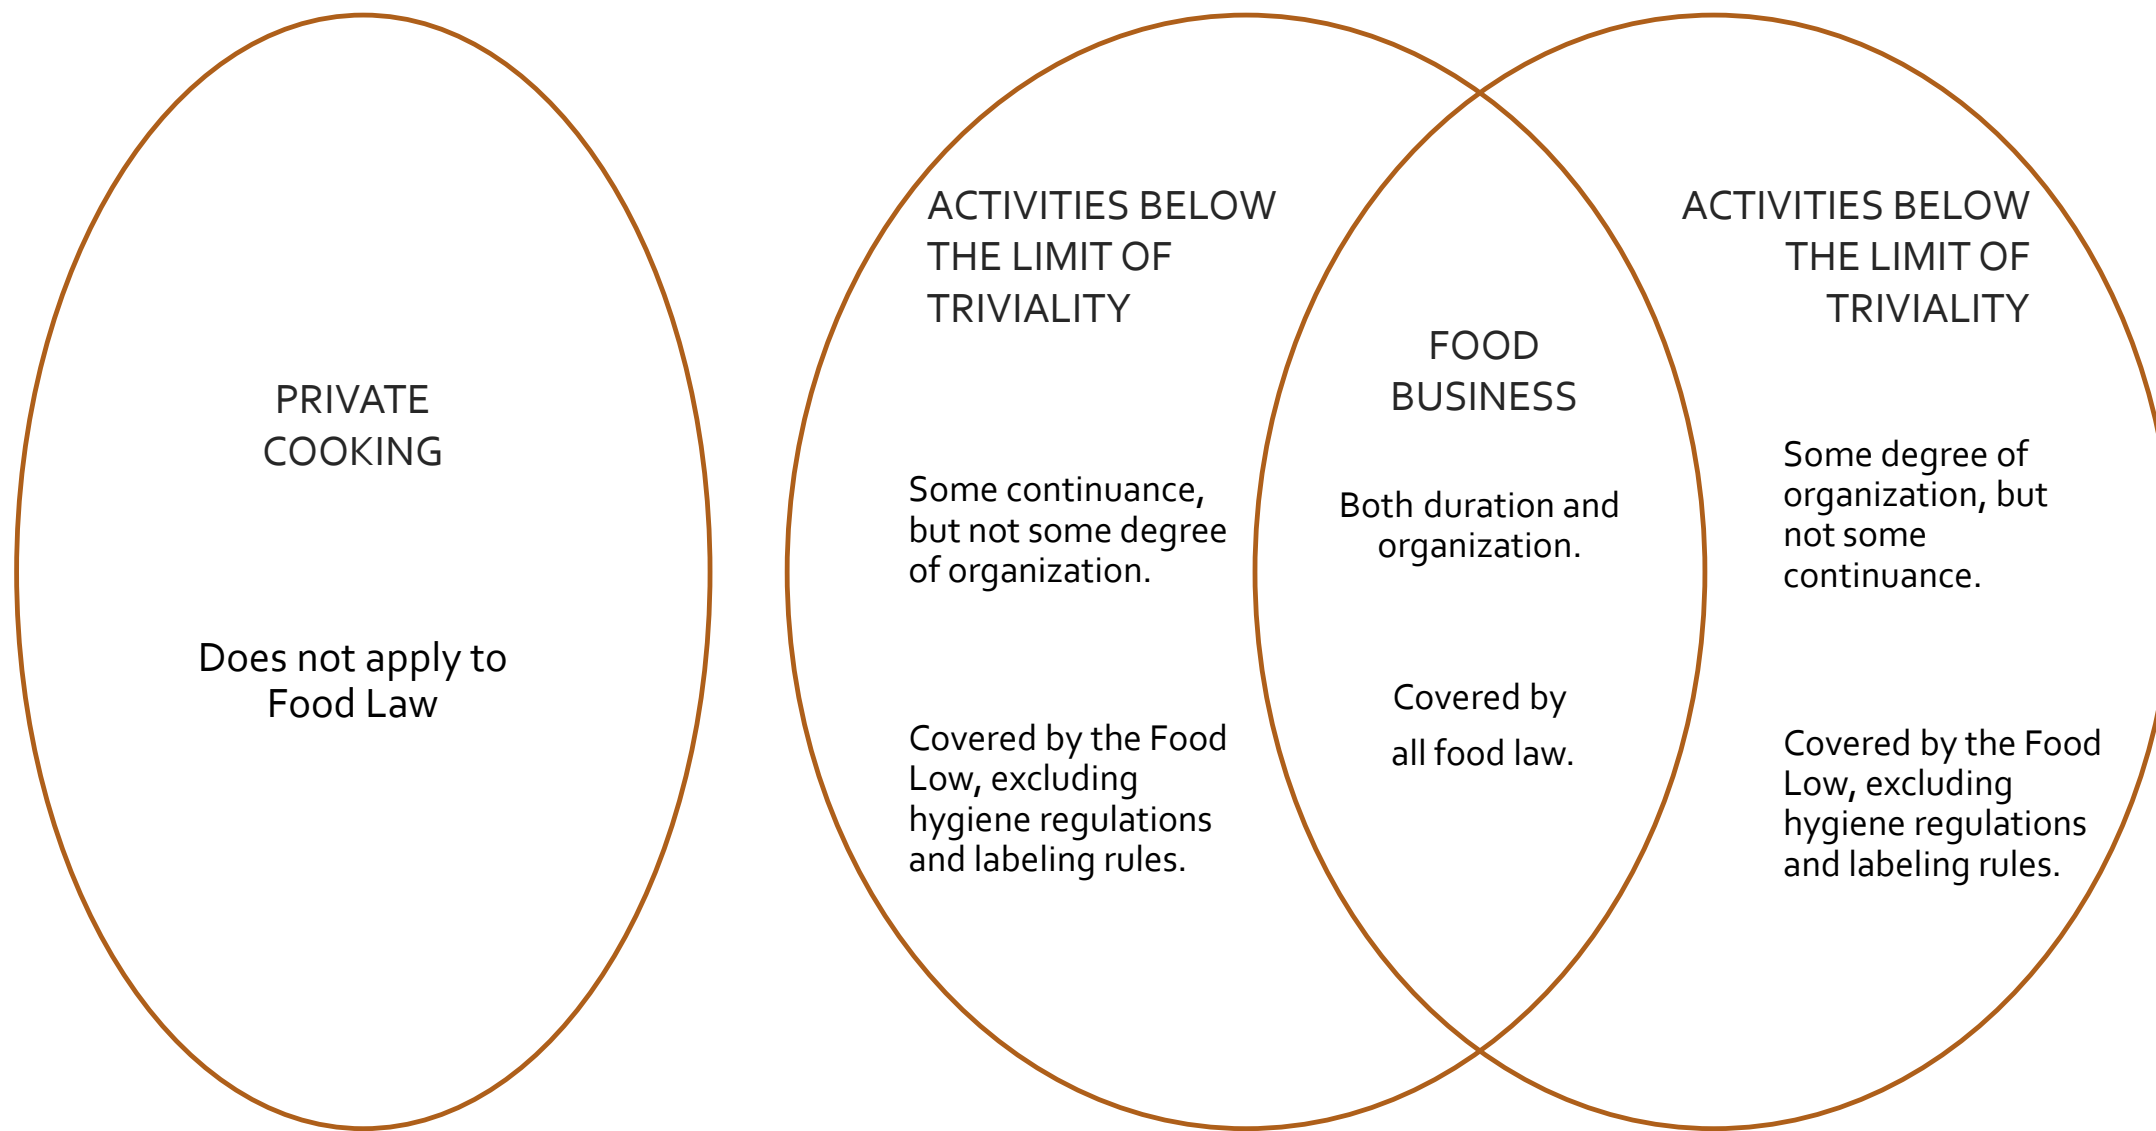 PRIVATE
COOKING
Does not apply to
Food Law
ACTIVITIES BELOW
THE LIMIT OF
TRIVIALITY
Some continuance,
but not some degree
of organization.
Covered by the Food
Low, excluding
hygiene regulations
and labeling rules.
FOOD
BUSINESS
Both duration and
organization.
Covered by
all food law.
ACTIVITIES BELOW
THE LIMIT OF
TRIVIALITY
Some degree of
organization, but
not some
continuance.
Covered by the Food
Low, excluding
hygiene regulations
and labeling rules.